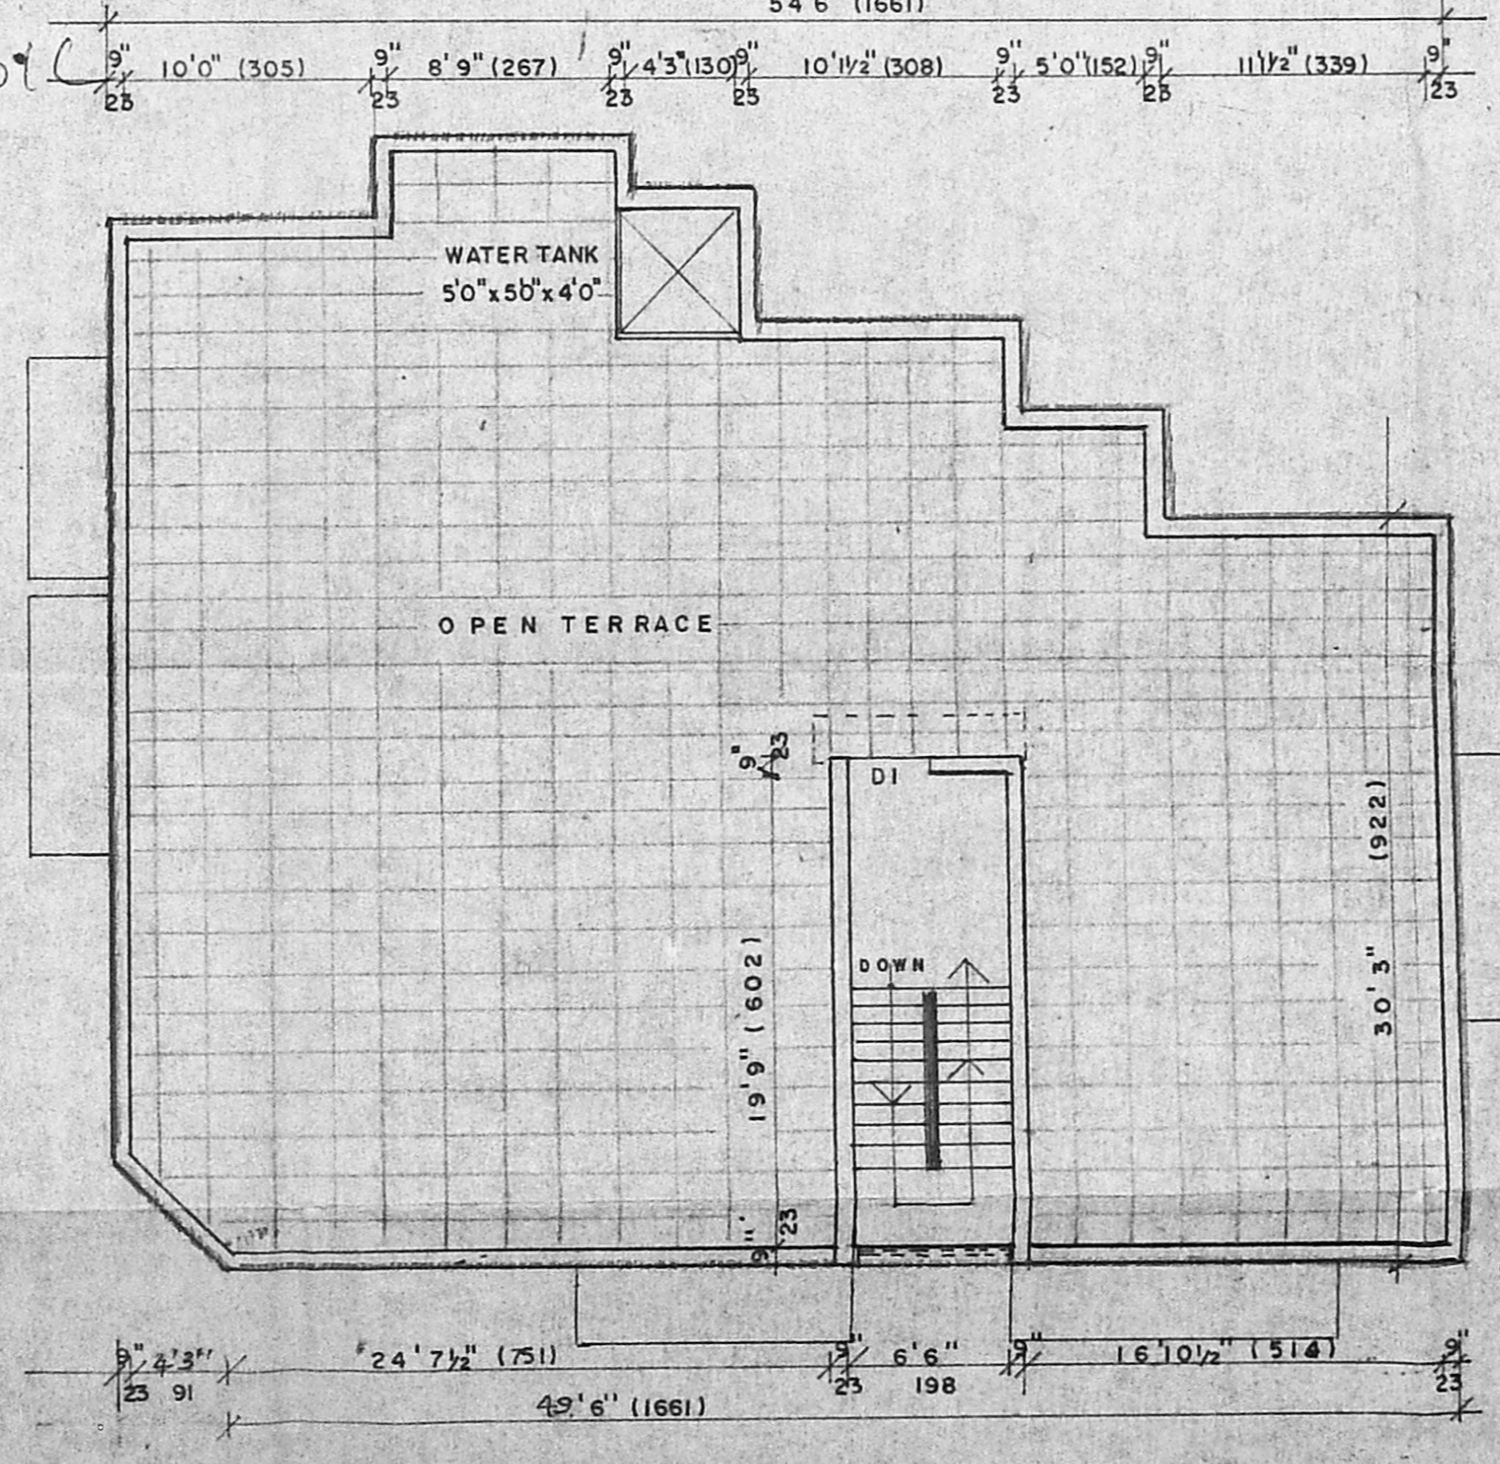 54'6" (1661)
9" 10'0" (305) 9" 8'9" (267) 9" 4'3" (130) 9" 10'1½" (308) 9" 5'0" (152) 9" 11'1½" (339) 9"
23 23 23 23 23 23 23
WATER TANK
5'0"x50"x4'0"
OPEN TERRACE
9" 23
D1
(922)
30'3"
DOWN
19'9" (602)
9" 23
9" 4'3" 24'7½" (751) 9" 6'6" 9" 16'10½" (514) 9"
23 91 23 198 23
49'6" (1661)